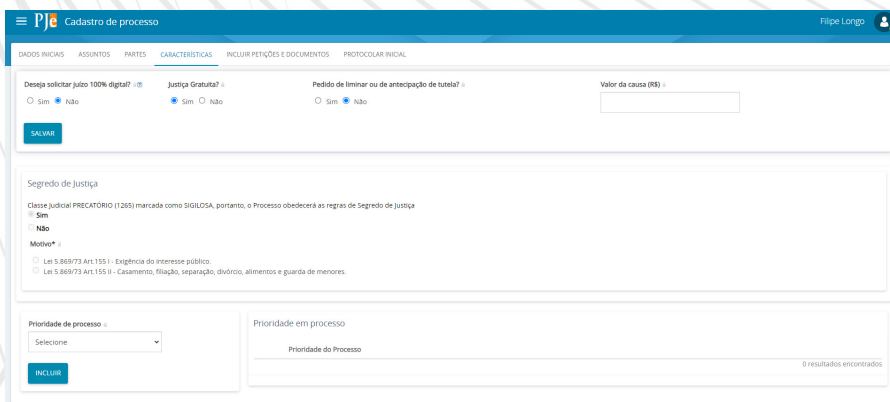 PJe Cadastro de processo Filipe Longo
DADOS INICIAIS ASSUNTOS PARTES CARACTERÍSTICAS INCLUIR PETIÇÕES E DOCUMENTOS PROTOCOLAR INICIAL
Deseja solicitar juízo 100% digital? Justiça Gratuita? Pedido de liminar ou de antecipação de tutela? Valor da causa (R$)
Sim Não Sim Não Sim Não
SALVAR
Segredo de Justiça
Classe Judicial PRECATÓRIO (1265) marcada como SIGILOSA, portanto, o Processo obedecerá as regras de Segredo de Justiça
Sim
Não
Motivo*
Lei 5.869/73 Art.155 I - Exigência do interesse público.
Lei 5.869/73 Art.155 II - Casamento, filiação, separação, divórcio, alimentos e guarda de menores.
Prioridade de processo
Selecione
INCLUIR
Prioridade em processo
Prioridade do Processo
0 resultados encontrados